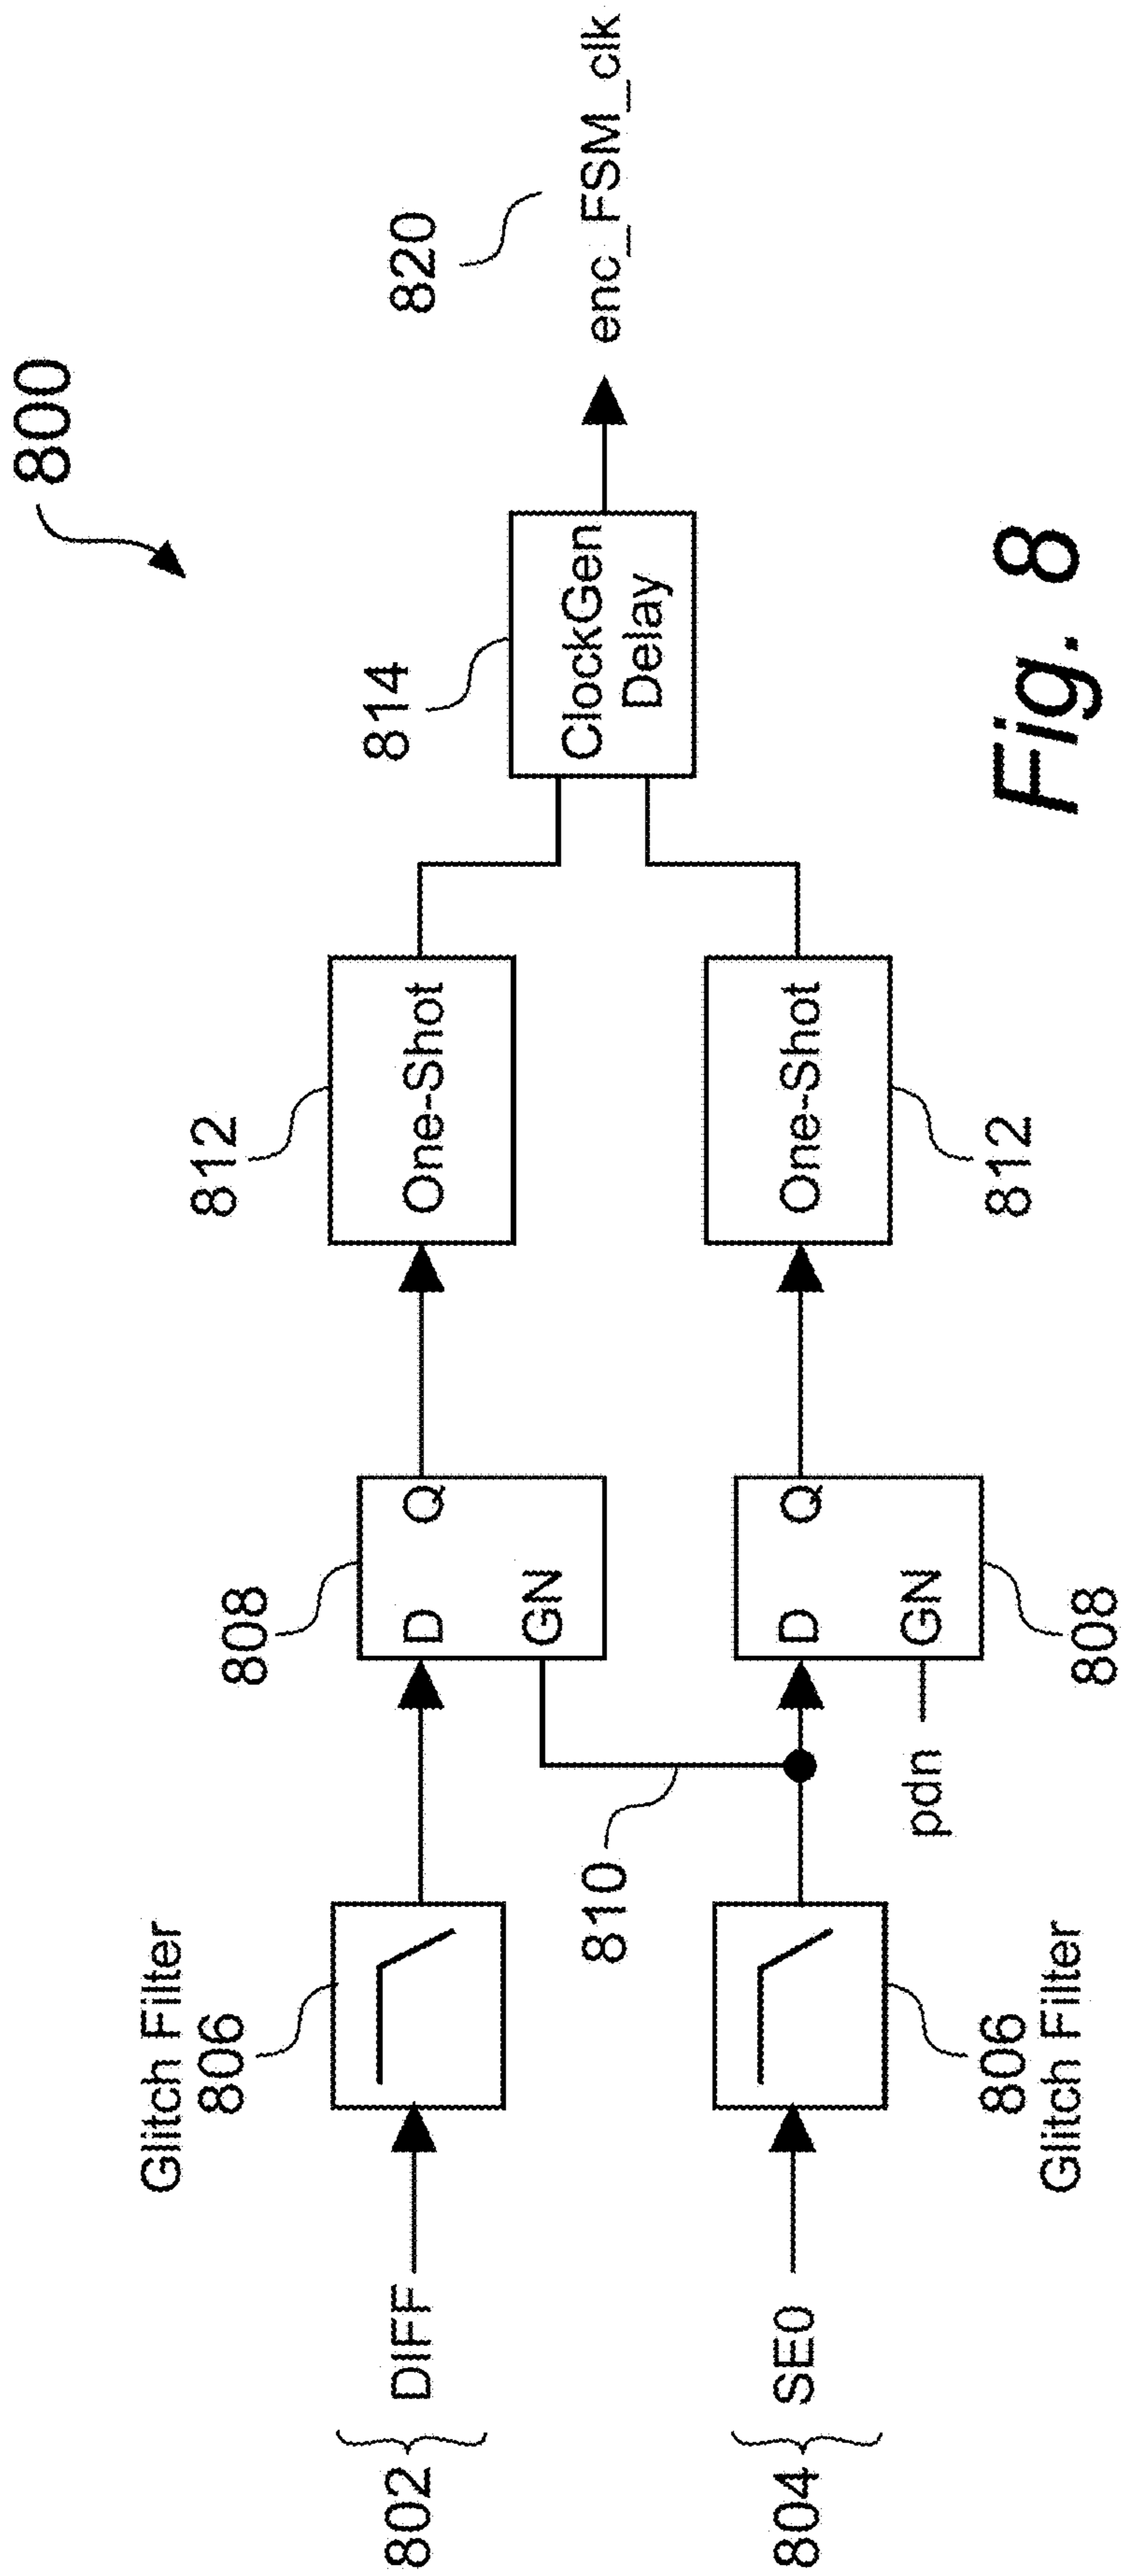 800
820
enc_FSM_clk
814
ClockGen
Delay
812
One-Shot
One-Shot
812
808
D
Q
GN
D
Q
GN
808
pdn
810
Glitch Filter
806
806
Glitch Filter
802
DIFF
804
SE0
Fig. 8